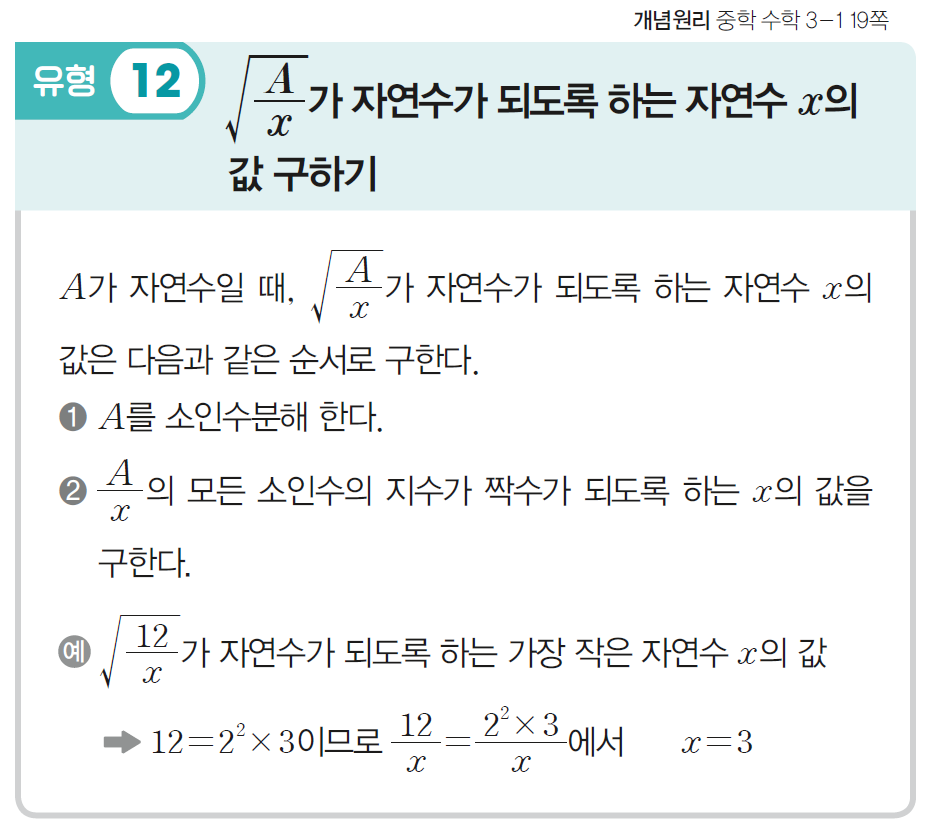 개념원리 중학 수학 3-1 19쪽
유형 12 √(A/x)가 자연수가 되도록 하는 자연수 x의
값 구하기
A가 자연수일 때, √(A/x)가 자연수가 되도록 하는 자연수 x의
값은 다음과 같은 순서로 구한다.
❶ A를 소인수분해 한다.
❷ A/x의 모든 소인수의 지수가 짝수가 되도록 하는 x의 값을
구한다.
예 √(12/x)가 자연수가 되도록 하는 가장 작은 자연수 x의 값
➡ 12=2²×3이므로 12/x=(2²×3)/x에서 x=3